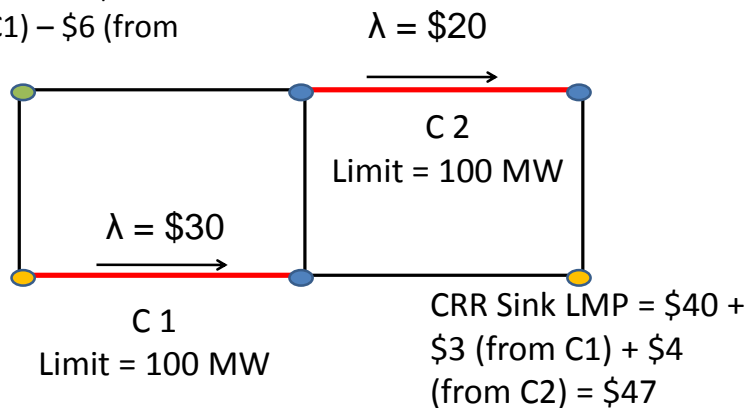 C1) – $6 (from
λ = $20
C 2
Limit = 100 MW
λ = $30
C 1
Limit = 100 MW
CRR Sink LMP = $40 +
$3 (from C1) + $4
(from C2) = $47